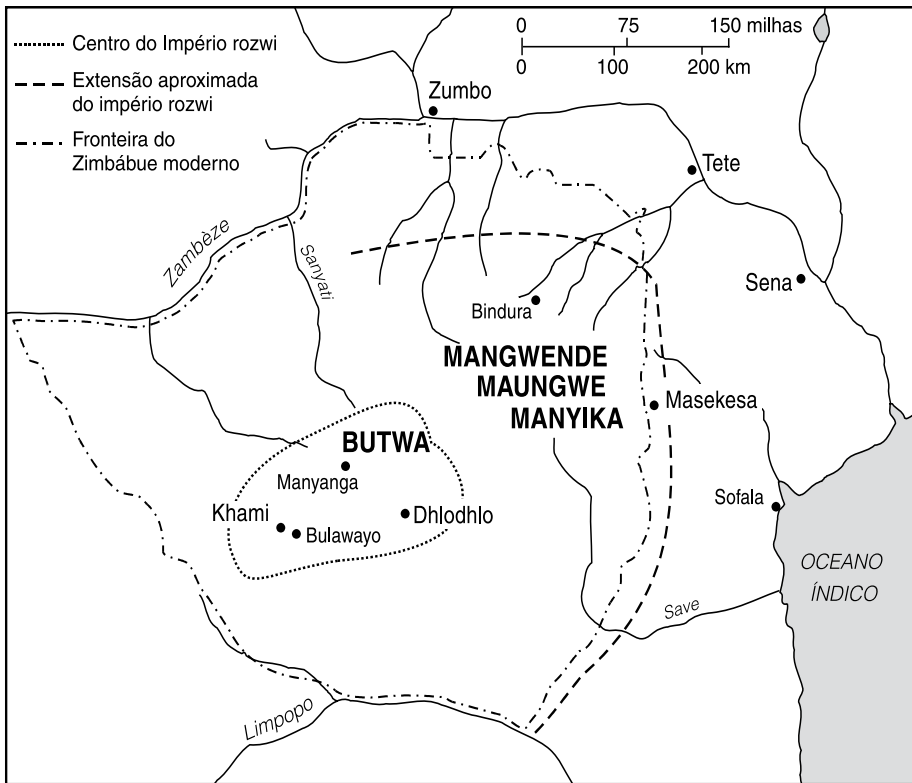 Centro do Império rozwi
Extensão aproximada
do império rozwi
Fronteira do
Zimbábue moderno
0 75 150 milhas
0 100 200 km
Zumbo
Tete
Zambèze
Sanyati
Sena
Bindura
MANGWENDE
MAUNGWE
MANYIKA
Masekesa
BUTWA
Manyanga
Khami
Bulawayo
Dhlodhlo
Sofala
OCEANO
ÍNDICO
Save
Limpopo